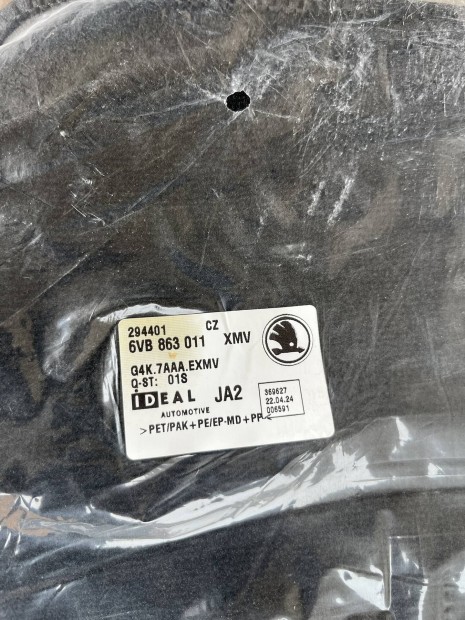 294401 CZ
6VB 863 011 XMV
G4K.7AAA.EXMV
Q-ST: 01S
IDEAL JA2
AUTOMOTIVE
369627
22.04.24
006591
>PET/PAK+PE/EP-MD+PP<